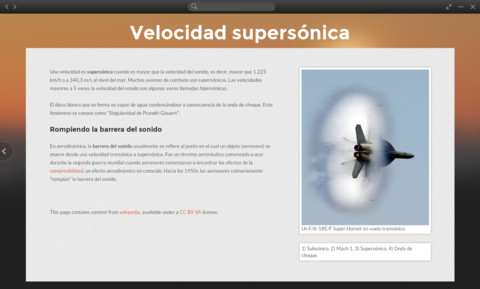 Velocidad supersónica
Una velocidad es supersónica cuando es mayor que la velocidad del sonido, es decir, mayor que 1,225
km/h o a 340,3 m/s al nivel del mar. Muchos aviones de combate son supersónicos. Las velocidades
mayores a 5 veces la velocidad del sonido son algunas veces llamadas hipersónicas.
El disco blanco que se forma es vapor de agua condensándose a consecuencia de la onda de choque. Este
fenómeno se conoce como "Singularidad de Prandtl-Glauert".
Rompiendo la barrera del sonido
En aerodinámica, la barrera del sonido usualmente se refiere al punto en el cual un objeto (aeronave) se
mueve desde una velocidad transónica a supersónica. Fue un término aeronáutico comenzado a usar
durante la segunda guerra mundial cuando aeronaves comenzaron a encontrar los efectos de la
compresibilidad, un efecto aerodinámico no conocido. Hacia los 1950s las aeronaves rutinariamente
"rompían" la barrera del sonido.
This page contains content from wikipedia, available under a CC BY-SA license.
Un F/A-18E/F Super Hornet en vuelo transónico.
1) Subsónico, 2) Mach 1, 3) Supersónico, 4) Onda de
choque.